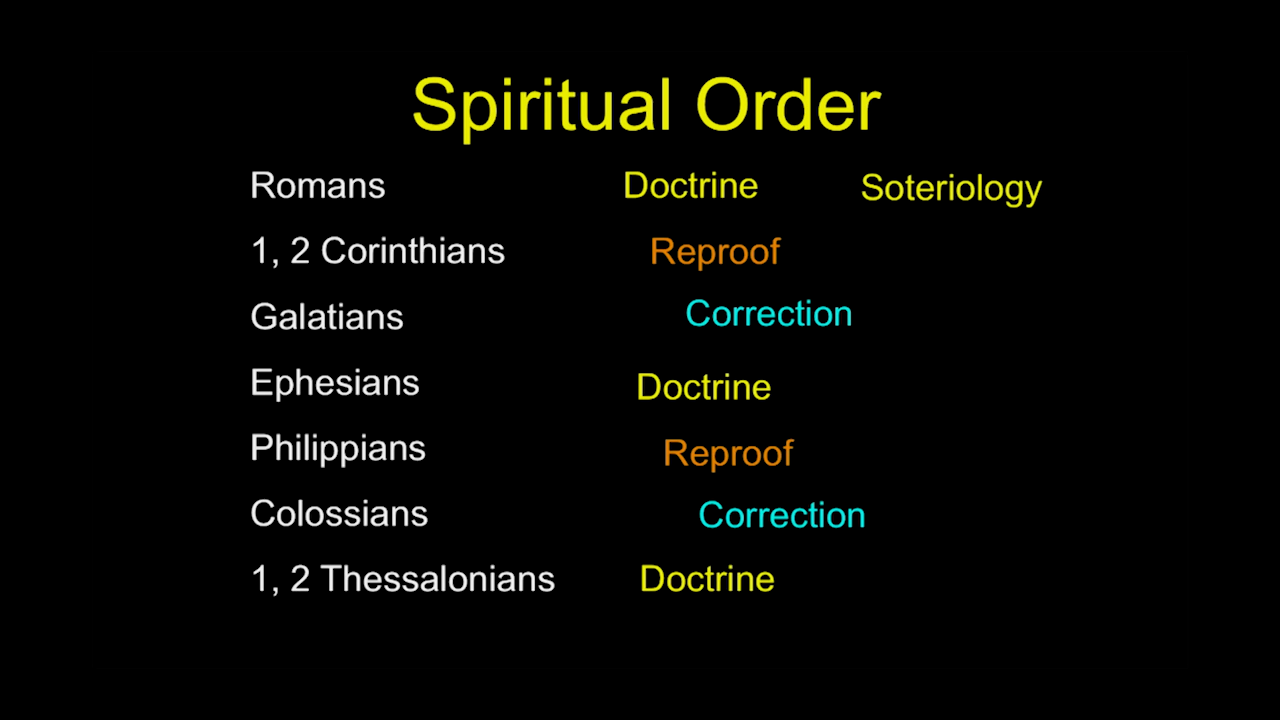 Spiritual Order
Romans Doctrine Soteriology
1, 2 Corinthians Reproof
Galatians Correction
Ephesians Doctrine
Philippians Reproof
Colossians Correction
1, 2 Thessalonians Doctrine